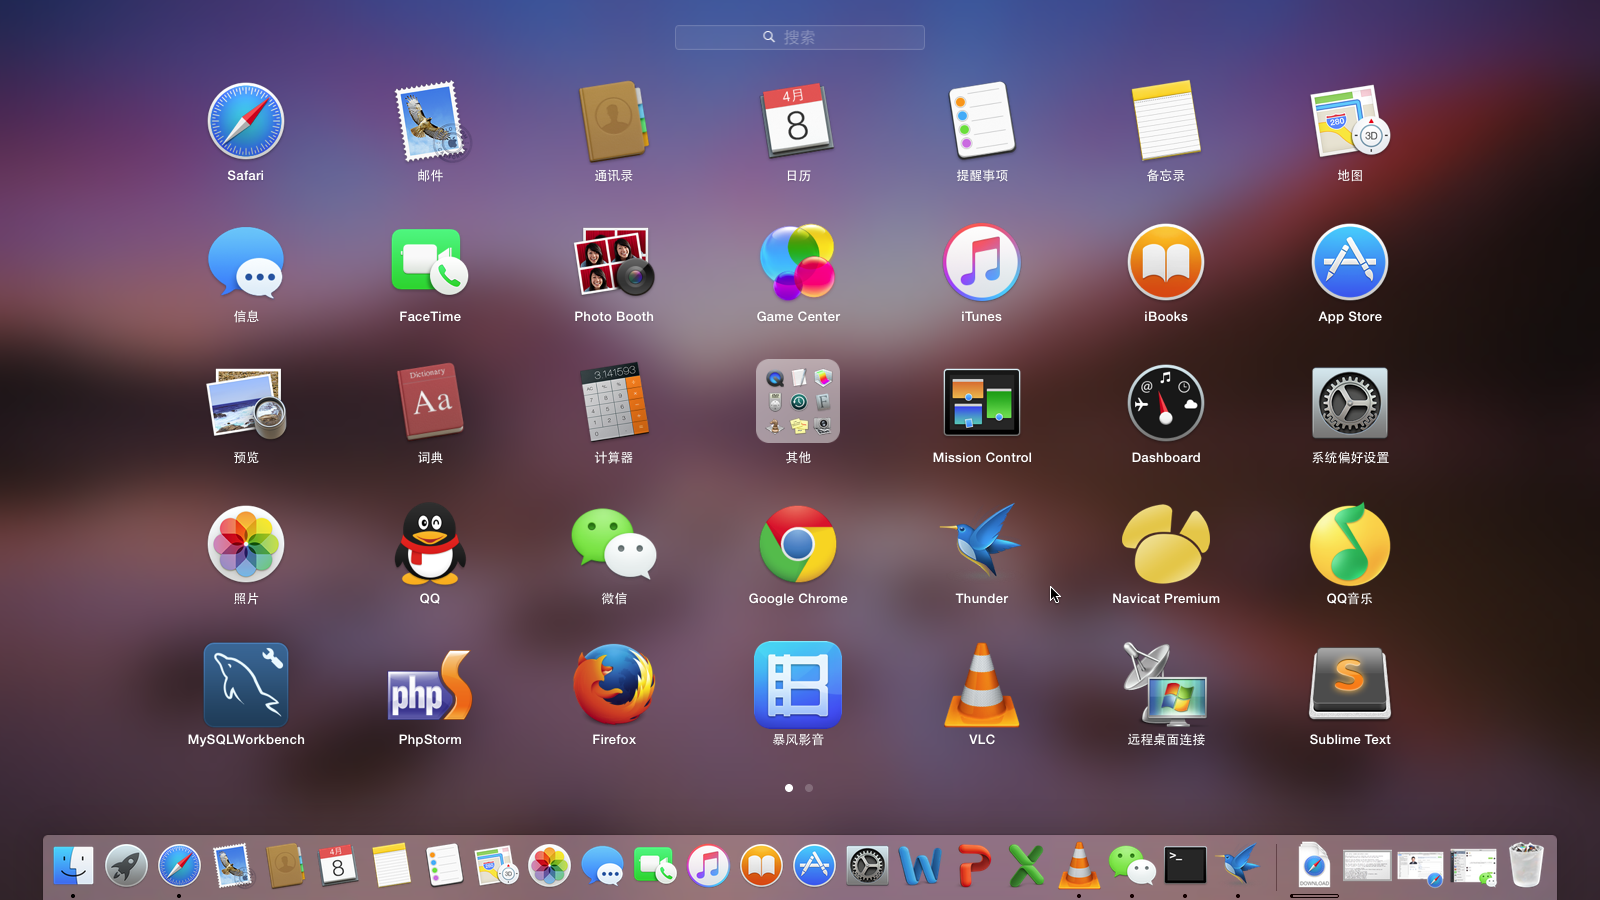 搜索
4月
8
280
3D
Safari
邮件
通讯录
日历
提醒事项
备忘录
地图
信息
FaceTime
Photo Booth
Game Center
iTunes
iBooks
App Store
Dictionary
Aa
3.141593
预览
词典
计算器
其他
Mission Control
Dashboard
系统偏好设置
照片
QQ
微信
Google Chrome
Thunder
Navicat Premium
QQ音乐
php
S
MySQLWorkbench
PhpStorm
Firefox
暴风影音
VLC
远程桌面连接
Sublime Text
4月
8
3D
DOWNLOAD